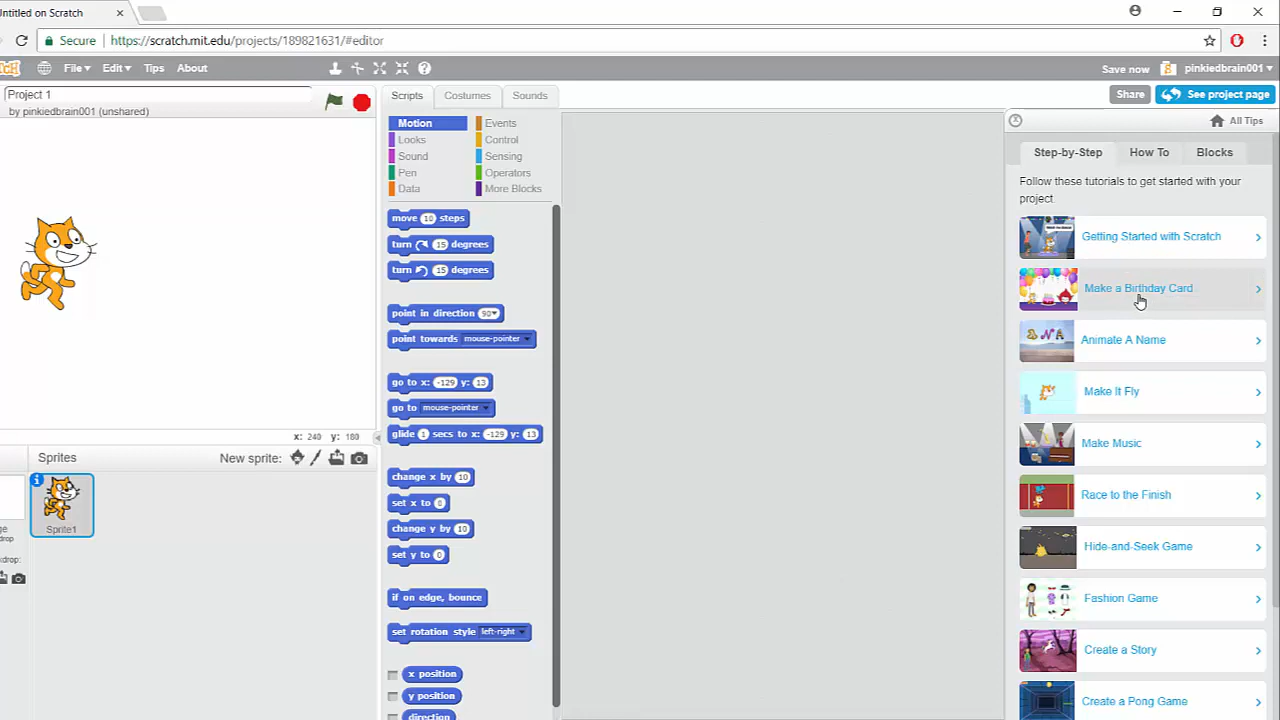 Untitled on Scratch
Secure https://scratch.mit.edu/projects/189821631/#editor
File Edit Tips About
Save now pinkiedbrain001
Project 1
by pinkiedbrain001 (unshared)
Scripts Costumes Sounds
Share See project page
All Tips
Motion Events
Looks Control
Sound Sensing
Pen Operators
Data More Blocks
Step-by-Step How To Blocks
Follow these tutorials to get started with your
project.
move 10 steps
turn 15 degrees
turn 15 degrees
point in direction 90
point towards mouse-pointer
go to x: -129 y: 13
go to mouse-pointer
glide 1 secs to x: -129 y: 13
change x by 10
set x to 0
change y by 10
set y to 0
if on edge, bounce
set rotation style left-right
x position
y position
direction
Getting Started with Scratch
Make a Birthday Card
Animate A Name
Make It Fly
Make Music
Race to the Finish
Hide-and-Seek Game
Fashion Game
Create a Story
Create a Pong Game
x: 240 y: 180
Sprites New sprite:
Sprite1